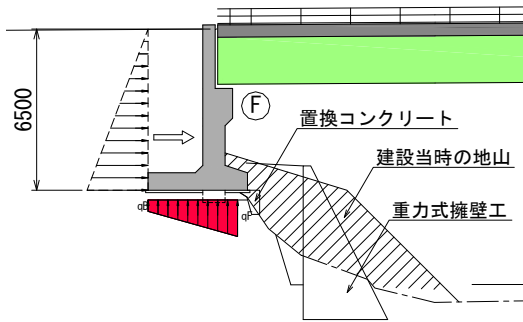 6500
F
置換コンクリート
建設当時の地山
重力式擁壁工
qB
qF